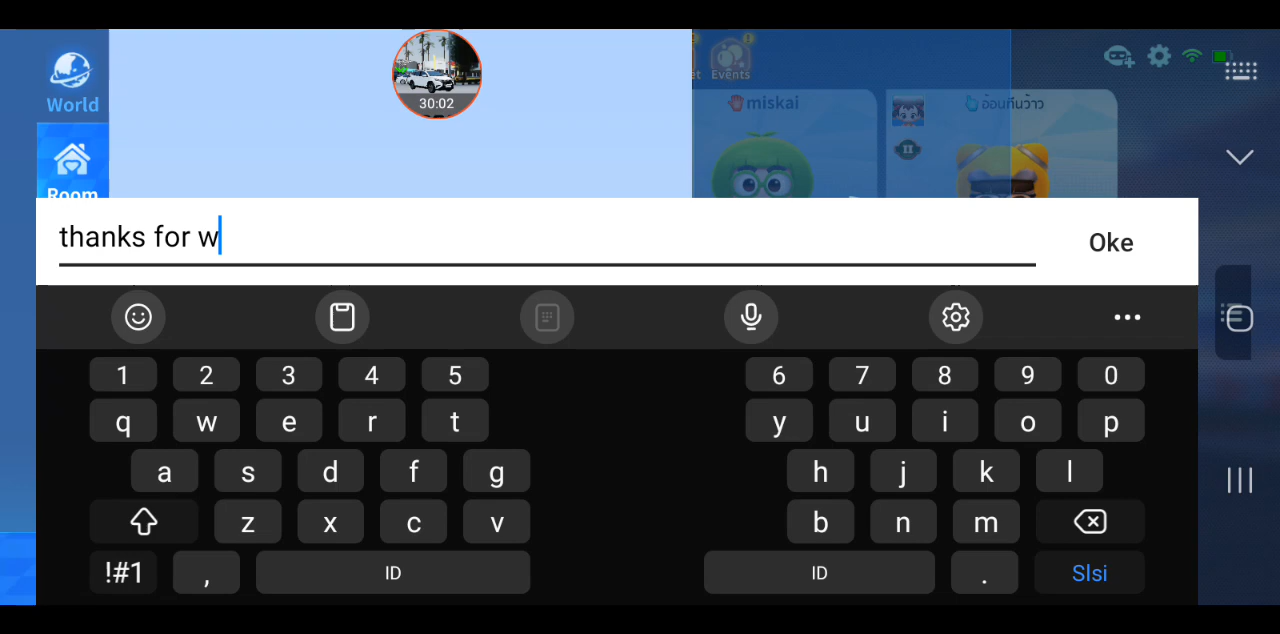 World
30:02
Events
miskai
อ้อนทีนว้าว
Room
thanks for w
Oke
1 2 3 4 5 6 7 8 9 0
q w e r t y u i o p
a s d f g h j k l
z x c v b n m
!#1 , ID ID . Slsi